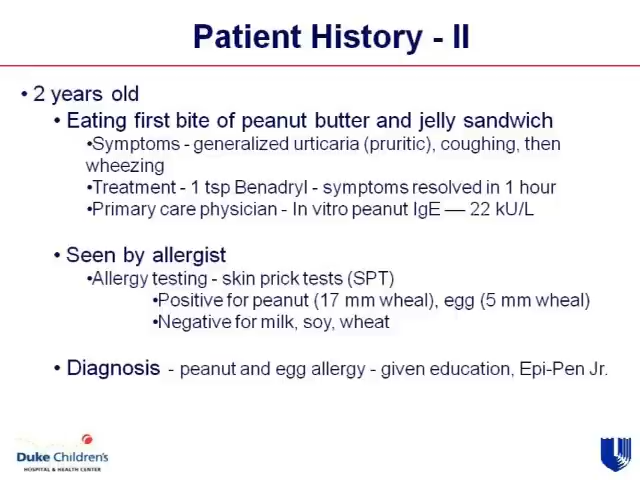 Patient History - II
• 2 years old
• Eating first bite of peanut butter and jelly sandwich
•Symptoms - generalized urticaria (pruritic), coughing, then
wheezing
•Treatment - 1 tsp Benadryl - symptoms resolved in 1 hour
•Primary care physician - In vitro peanut IgE — 22 kU/L
• Seen by allergist
•Allergy testing - skin prick tests (SPT)
•Positive for peanut (17 mm wheal), egg (5 mm wheal)
•Negative for milk, soy, wheat
• Diagnosis - peanut and egg allergy - given education, Epi-Pen Jr.
Duke Children's
HOSPITAL & HEALTH CENTER